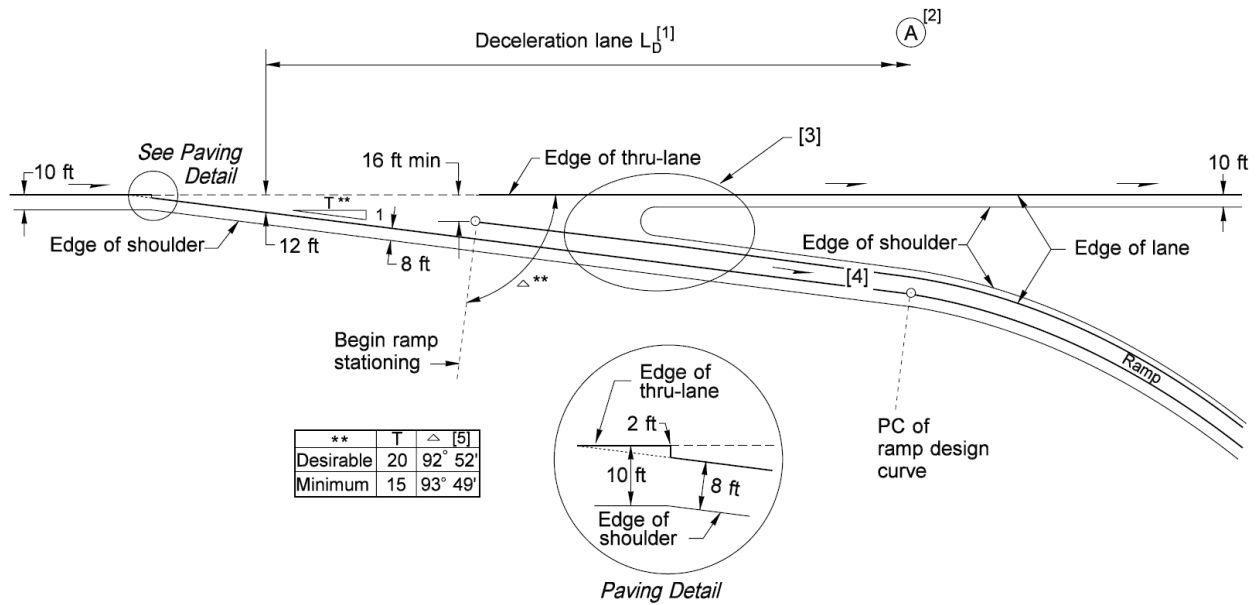 Deceleration lane L_D^[1]
A [2]
[3]
10 ft
See Paving
Detail
16 ft min
Edge of thru-lane
10 ft
T **
1
Edge of shoulder
12 ft
8 ft
Edge of shoulder
Edge of lane
[4]
△ **
Begin ramp
stationing
Ramp
PC of
ramp design
curve
** T △ [5]
Desirable 20 92° 52'
Minimum 15 93° 49'
Edge of
thru-lane
2 ft
10 ft
8 ft
Edge of
shoulder
Paving Detail